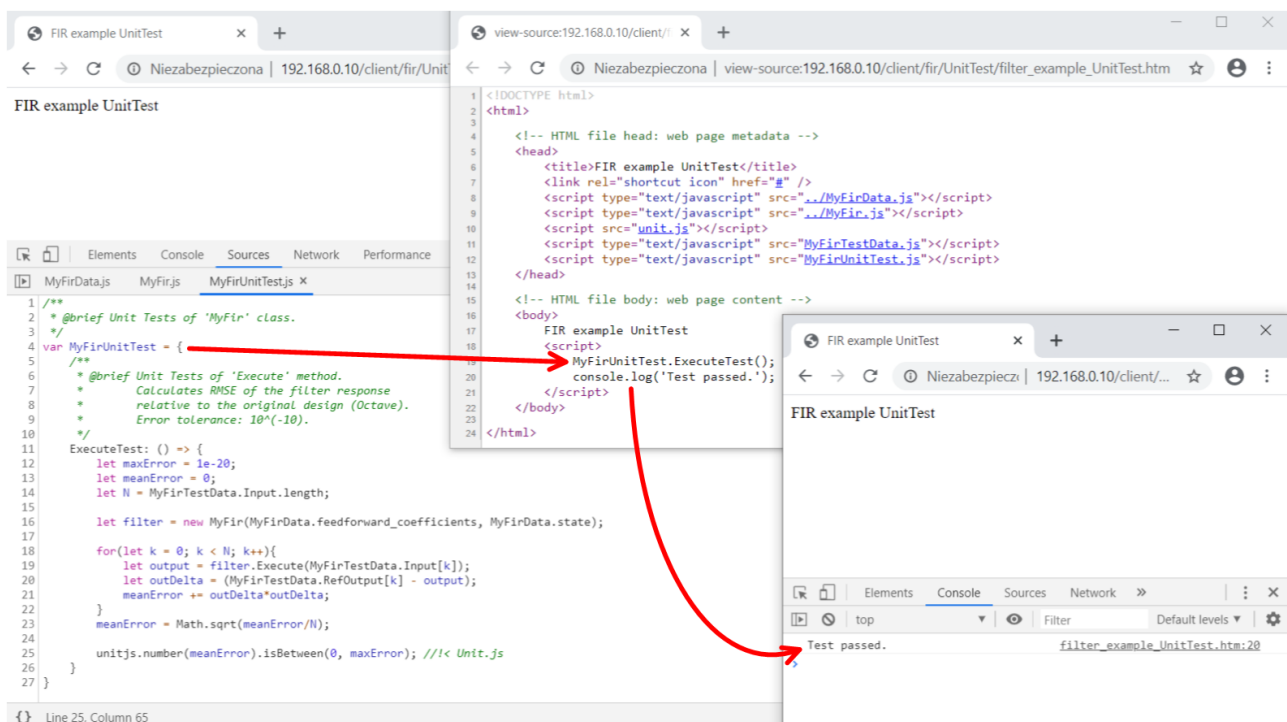 FIR example UnitTest
Niezabezpieczona | 192.168.0.10/client/fir/Unit
FIR example UnitTest
Elements Console Sources Network Performance
MyFirData.js MyFir.js MyFirUnitTest.js
1 /**
2 * @brief Unit Tests of 'MyFir' class.
3 */
4 var MyFirUnitTest = {
5 /**
6 * @brief Unit Tests of 'Execute' method.
7 * Calculates RMSE of the filter response
8 * relative to the original design (Octave).
9 * Error tolerance: 10^(-10).
10 */
11 ExecuteTest: () => {
12 let maxError = 1e-20;
13 let meanError = 0;
14 let N = MyFirTestData.Input.length;
15
16 let filter = new MyFir(MyFirData.feedforward_coefficients, MyFirData.state);
17
18 for(let k = 0; k < N; k++){
19 let output = filter.Execute(MyFirTestData.Input[k]);
20 let outDelta = (MyFirTestData.RefOutput[k] - output);
21 meanError += outDelta*outDelta;
22 }
23 meanError = Math.sqrt(meanError/N);
24
25 unitjs.number(meanError).isBetween(0, maxError); //!< Unit.js
26 }
27 }
{} Line 25, Column 65
view-source:192.168.0.10/client/f
Niezabezpieczona | view-source:192.168.0.10/client/fir/UnitTest/filter_example_UnitTest.htm
1 <!DOCTYPE html>
2 <html>
3
4 <!-- HTML file head: web page metadata -->
5 <head>
6 <title>FIR example UnitTest</title>
7 <link rel="shortcut icon" href="#" />
8 <script type="text/javascript" src="../MyFirData.js"></script>
9 <script type="text/javascript" src="../MyFir.js"></script>
10 <script src="unit.js"></script>
11 <script type="text/javascript" src="MyFirTestData.js"></script>
12 <script type="text/javascript" src="MyFirUnitTest.js"></script>
13 </head>
14
15 <!-- HTML file body: web page content -->
16 <body>
17 FIR example UnitTest
18 <script>
19 MyFirUnitTest.ExecuteTest();
20 console.log('Test passed.');
21 </script>
22 </body>
23
24 </html>
FIR example UnitTest
Niezabezpiecz | 192.168.0.10/client/...
FIR example UnitTest
Elements Console Sources Network »
top Filter Default levels
Test passed. filter_example_UnitTest.htm:20